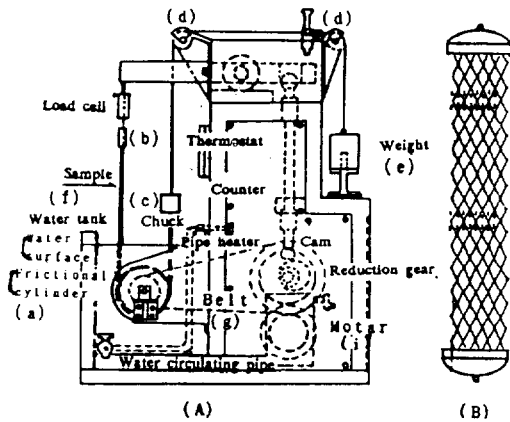 (d) (d)
Load cell
(b)
Thermostat
Weight
(e)
Sample
(f)
(c)
Counter
Water tank
Chuck
Water
surface
Pipe heater
Cam
Frictional
cylinder
Reduction gear
Belt
(a)
(g)
Motar
(i
Water circulating pipe
(A)
(B)